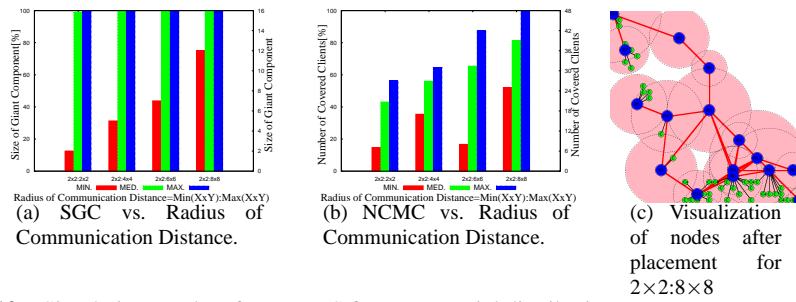 100
80
60
40
20
0
Size of Giant Component[%]
16
14
12
10
8
6
4
2
0
Size of Giant Component
2x2:2x2 2x2:4x4 2x2:6x6 2x2:8x8
MIN. MED. MAX.
Radius of Communication Distance=Min(XxY):Max(XxY)
(a) SGC vs. Radius of
Communication Distance.
100
80
60
40
20
0
Number of Covered Clients[%]
48
42
36
30
24
18
12
6
0
Number of Covered Clients
2x2:2x2 2x2:4x4 2x2:6x6 2x2:8x8
MIN. MED. MAX.
Radius of Communication Distance=Min(XxY):Max(XxY)
(b) NCMC vs. Radius of
Communication Distance.
(c) Visualization
of nodes after
placement for
2×2:8×8